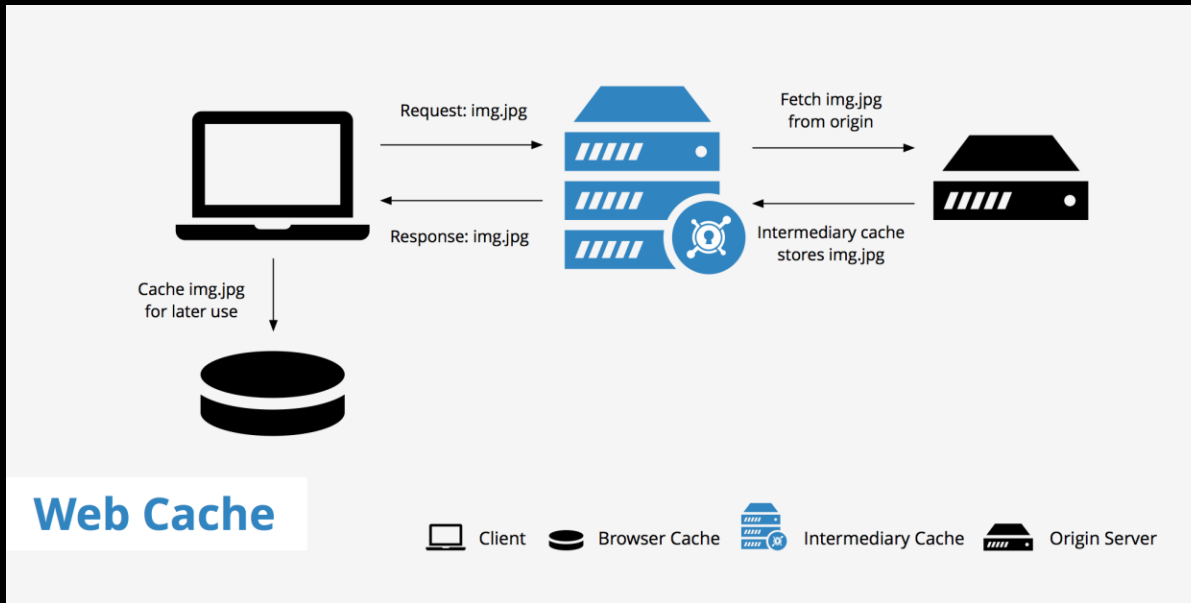 Request: img.jpg
Fetch img.jpg
from origin
Response: img.jpg
Intermediary cache
stores img.jpg
Cache img.jpg
for later use
Web Cache
Client
Browser Cache
Intermediary Cache
Origin Server